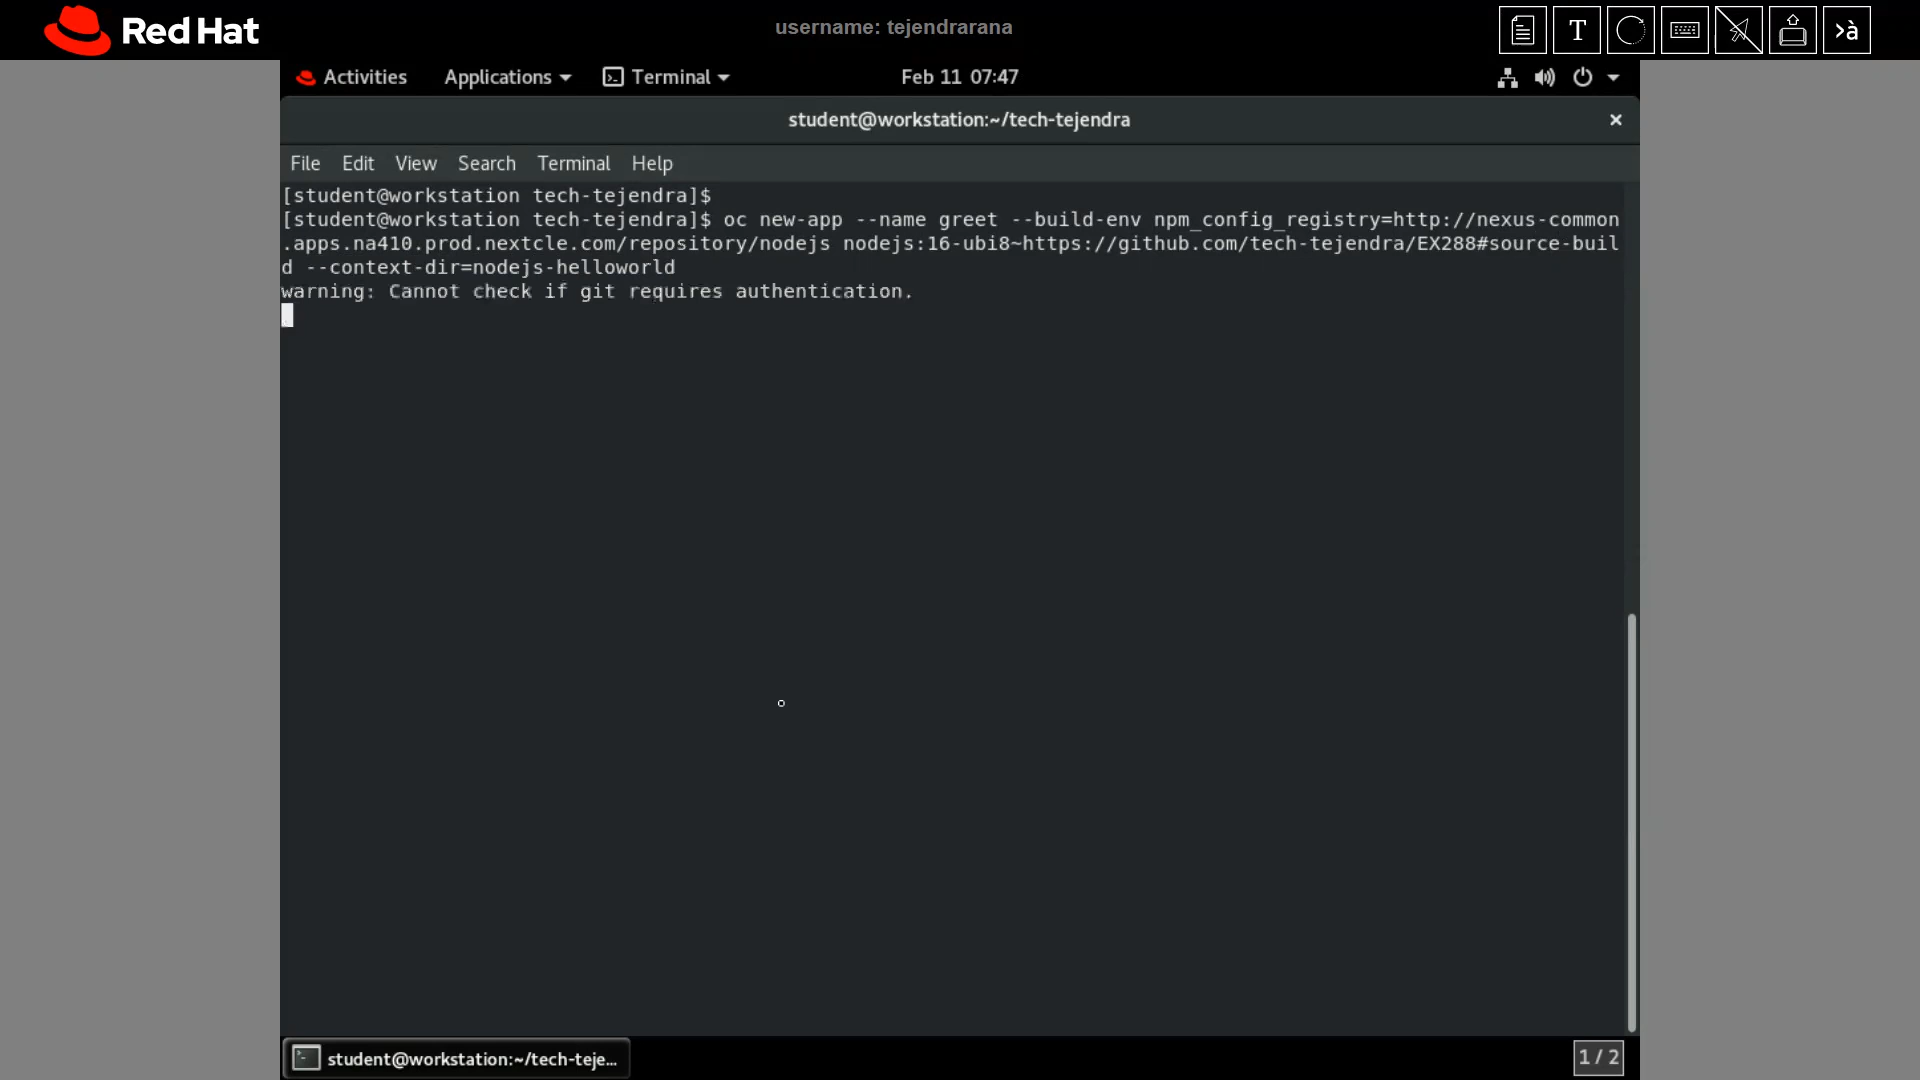 Red Hat
username: tejendrarana
T
>à
Activities Applications Terminal Feb 11 07:47
student@workstation:~/tech-tejendra ×
File Edit View Search Terminal Help
[student@workstation tech-tejendra]$
[student@workstation tech-tejendra]$ oc new-app --name greet --build-env npm_config_registry=http://nexus-common
.apps.na410.prod.nextcle.com/repository/nodejs nodejs:16-ubi8~https://github.com/tech-tejendra/EX288#source-buil
d --context-dir=nodejs-helloworld
warning: Cannot check if git requires authentication.
student@workstation:~/tech-teje...
1 / 2